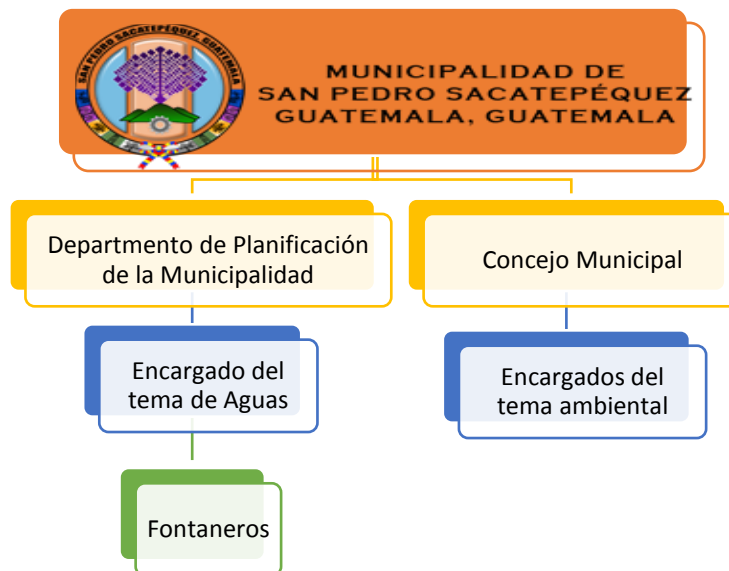 SAN PEDRO SACATEPÉQUEZ, GUATEMALA
MUNICIPALIDAD DE
SAN PEDRO SACATEPÉQUEZ
GUATEMALA, GUATEMALA
Departmento de Planificación
de la Municipalidad
Concejo Municipal
Encargado del
tema de Aguas
Encargados del
tema ambiental
Fontaneros